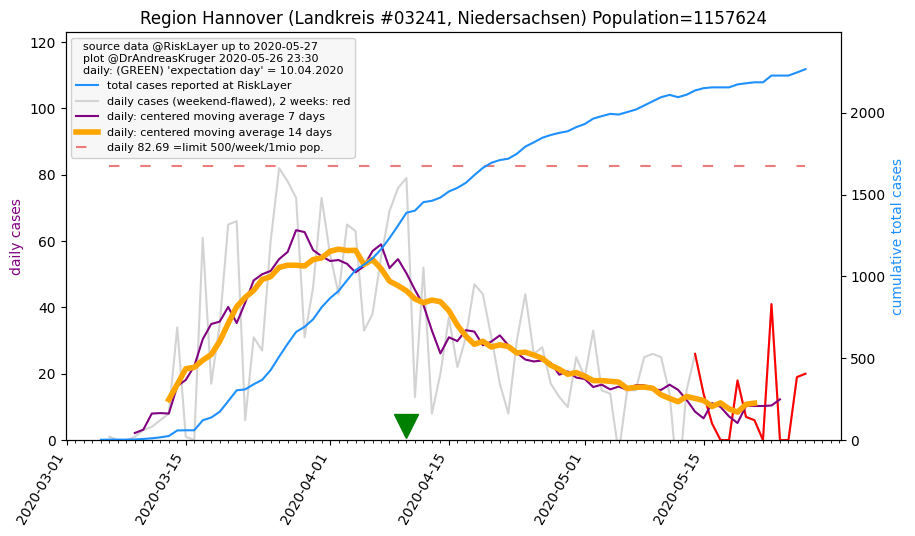 Region Hannover (Landkreis #03241, Niedersachsen) Population=1157624
source data @RiskLayer up to 2020-05-27
plot @DrAndreasKruger 2020-05-26 23:30
daily: (GREEN) 'expectation day' = 10.04.2020
total cases reported at RiskLayer
daily cases (weekend-flawed), 2 weeks: red
daily: centered moving average 7 days
daily: centered moving average 14 days
daily 82.69 =limit 500/week/1mio pop.
daily cases
120
100
80
60
40
20
0
2000
1500
1000
500
0
cumulative total cases
2020-03-01
2020-03-15
2020-04-01
2020-04-15
2020-05-01
2020-05-15